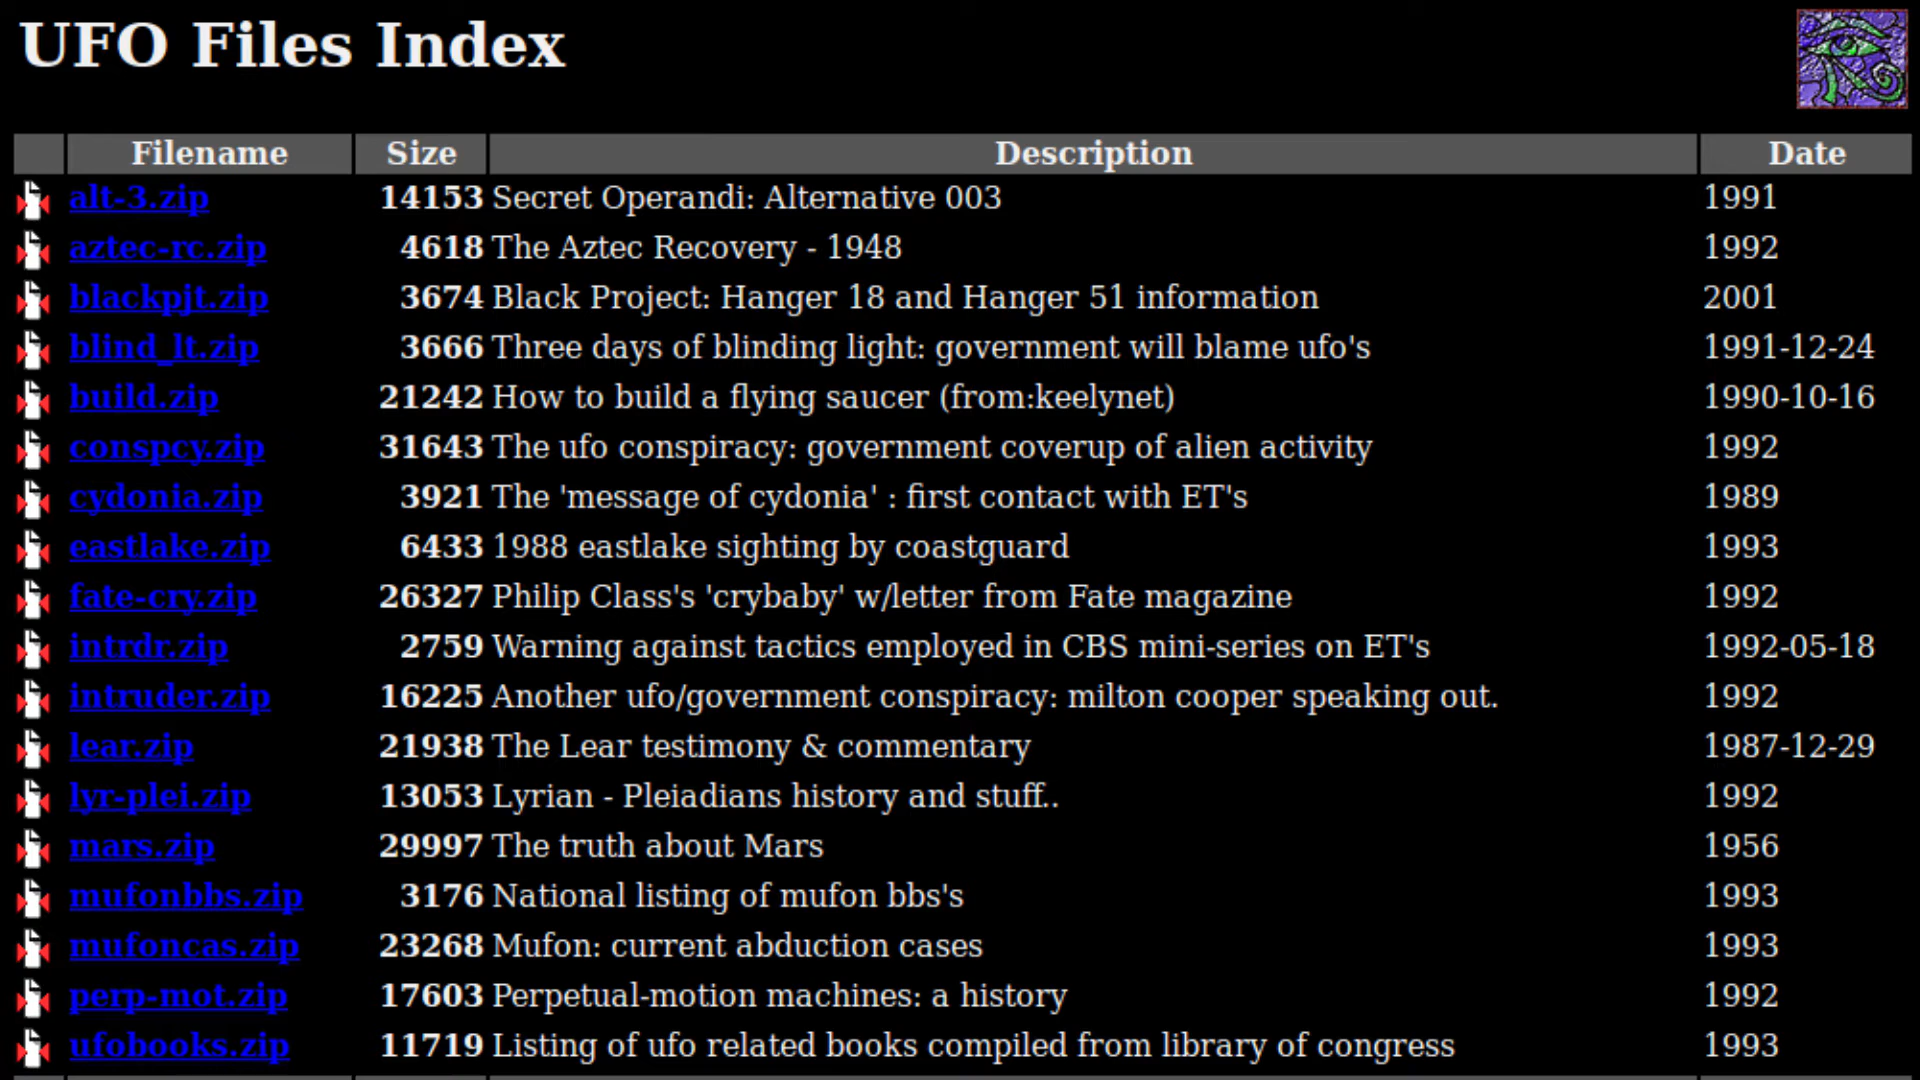 UFO Files Index
Filename Size Description Date
alt-3.zip 14153 Secret Operandi: Alternative 003 1991
aztec-rc.zip 4618 The Aztec Recovery - 1948 1992
blackpjt.zip 3674 Black Project: Hanger 18 and Hanger 51 information 2001
blind_lt.zip 3666 Three days of blinding light: government will blame ufo's 1991-12-24
build.zip 21242 How to build a flying saucer (from:keelynet) 1990-10-16
conspcy.zip 31643 The ufo conspiracy: government coverup of alien activity 1992
cydonia.zip 3921 The 'message of cydonia' : first contact with ET's 1989
eastlake.zip 6433 1988 eastlake sighting by coastguard 1993
fate-cry.zip 26327 Philip Class's 'crybaby' w/letter from Fate magazine 1992
intrdr.zip 2759 Warning against tactics employed in CBS mini-series on ET's 1992-05-18
intruder.zip 16225 Another ufo/government conspiracy: milton cooper speaking out. 1992
lear.zip 21938 The Lear testimony & commentary 1987-12-29
lyr-plei.zip 13053 Lyrian - Pleiadians history and stuff.. 1992
mars.zip 29997 The truth about Mars 1956
mufonbbs.zip 3176 National listing of mufon bbs's 1993
mufoncas.zip 23268 Mufon: current abduction cases 1993
perp-mot.zip 17603 Perpetual-motion machines: a history 1992
ufobooks.zip 11719 Listing of ufo related books compiled from library of congress 1993